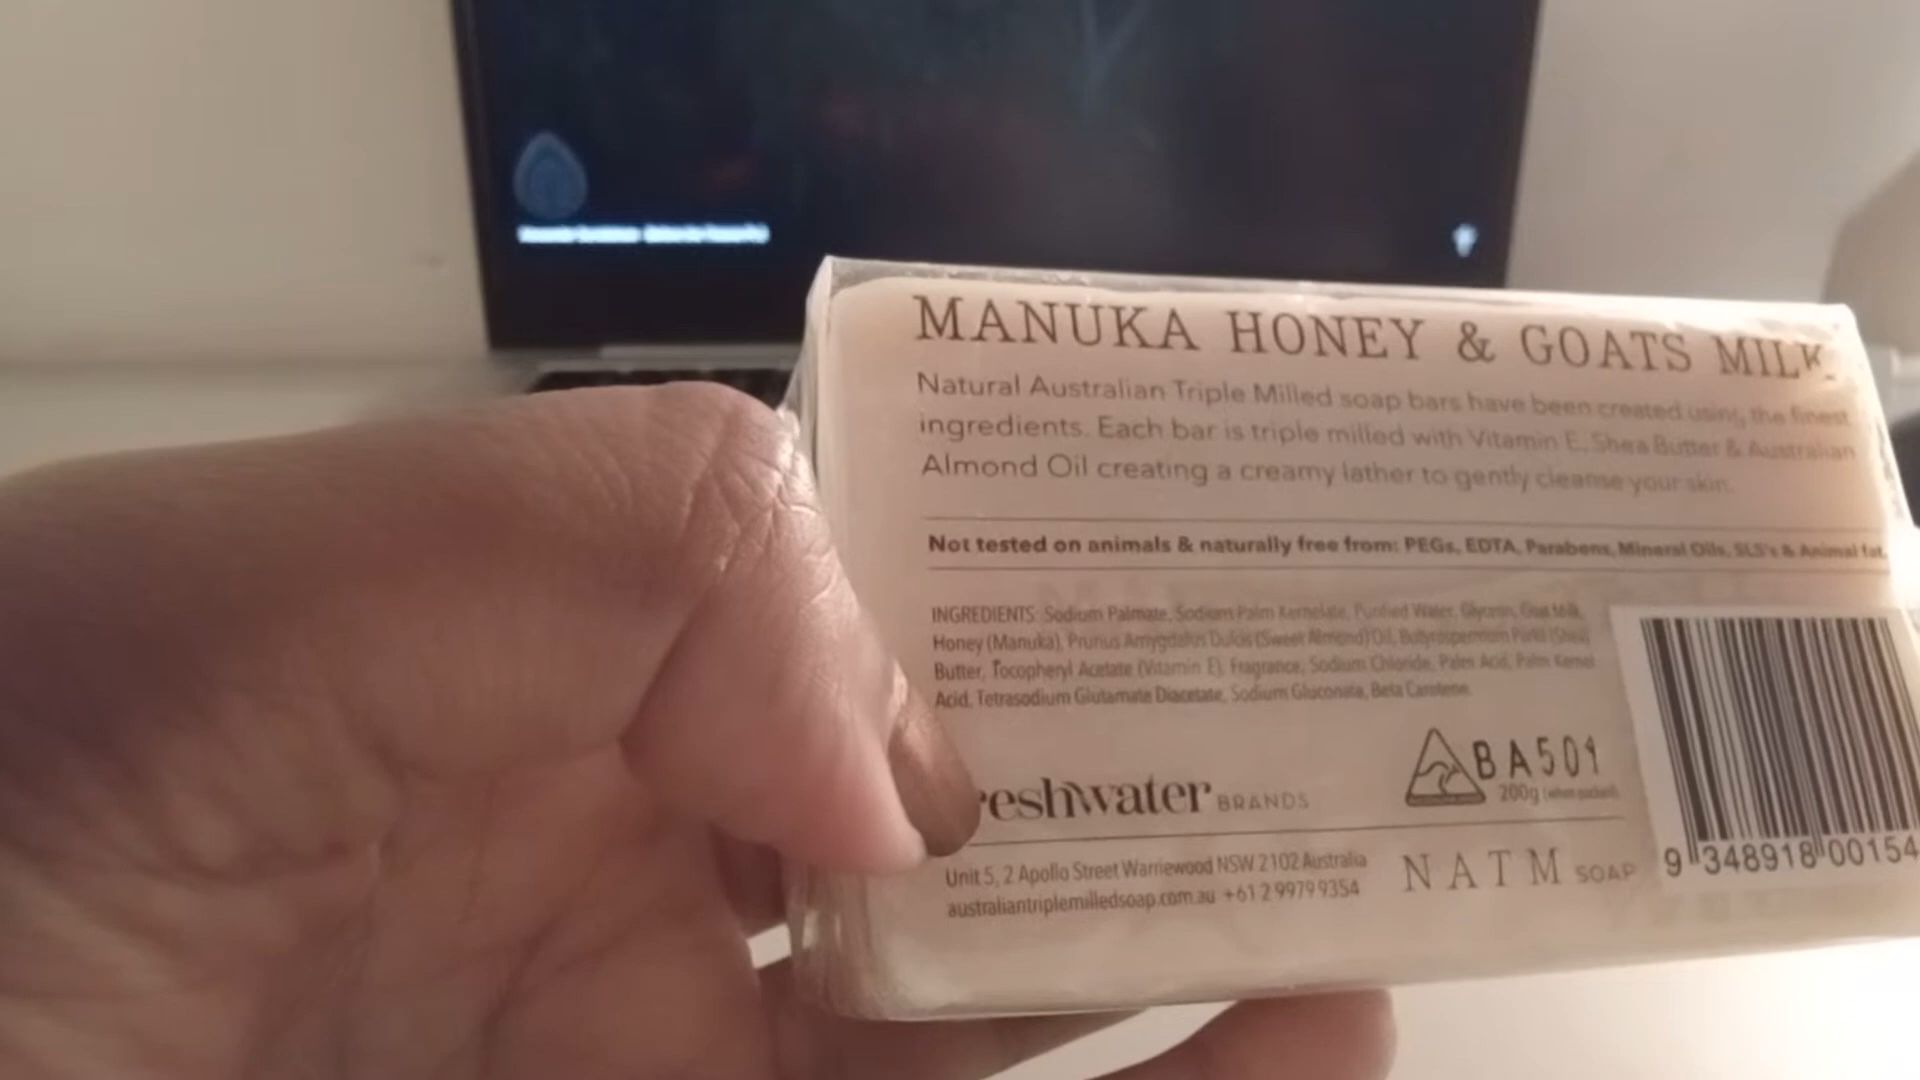 MANUKA HONEY & GOATS MILK
Natural Australian Triple Milled soap bars have been created using the finest
ingredients. Each bar is triple milled with Vitamin E, Shea Butter & Australian
Almond Oil creating a creamy lather to gently cleanse your skin.
Not tested on animals & naturally free from: PEGs, EDTA, Parabens, Mineral Oils, SLS's & Animal fat.
INGREDIENTS: Sodium Palmate, Sodium Palm Kernelate, Purified Water, Glycerin, Goat Milk,
Honey (Manuka), Prunus Amygdalus Dulcis (Sweet Almond) Oil, Butyrospermum Parkii (Shea)
Butter, Tocopheryl Acetate (Vitamin E), Fragrance, Sodium Chloride, Palm Acid, Palm Kernel
Acid, Tetrasodium Glutamate Diacetate, Sodium Gluconate, Beta Carotene.
BA501
200g (when packed)
reshwater BRANDS
Unit 5, 2 Apollo Street Warriewood NSW 2102 Australia
australiantriplemilledsoap.com.au +61 2 9979 9354
NATM SOAP
9 348918 00154